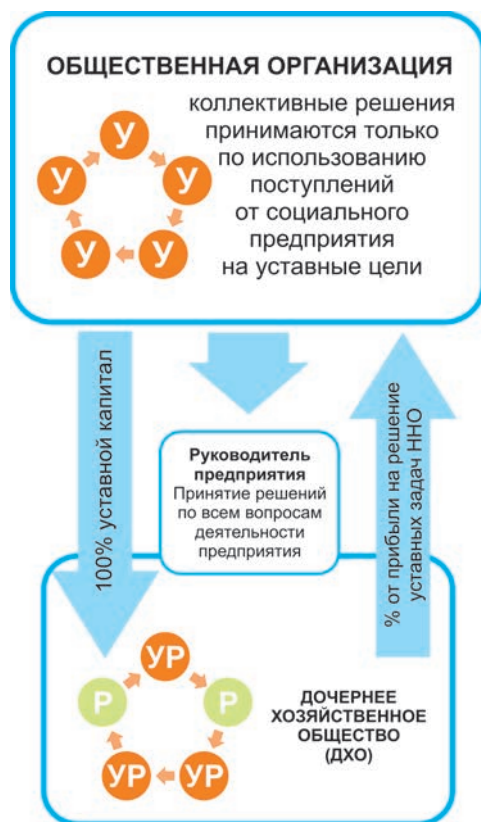 ОБЩЕСТВЕННАЯ ОРГАНИЗАЦИЯ
коллективные решения
принимаются только
по использованию
поступлений
от социального
предприятия
на уставные цели
У
У
У
У
У
100% уставной капитал
Руководитель
предприятия
Принятие решений
по всем вопросам
деятельности
предприятия
% от прибыли на решение
уставных задач ННО
УР
Р
Р
УР
УР
ДОЧЕРНЕЕ
ХОЗЯЙСТВЕННОЕ
ОБЩЕСТВО
(ДХО)